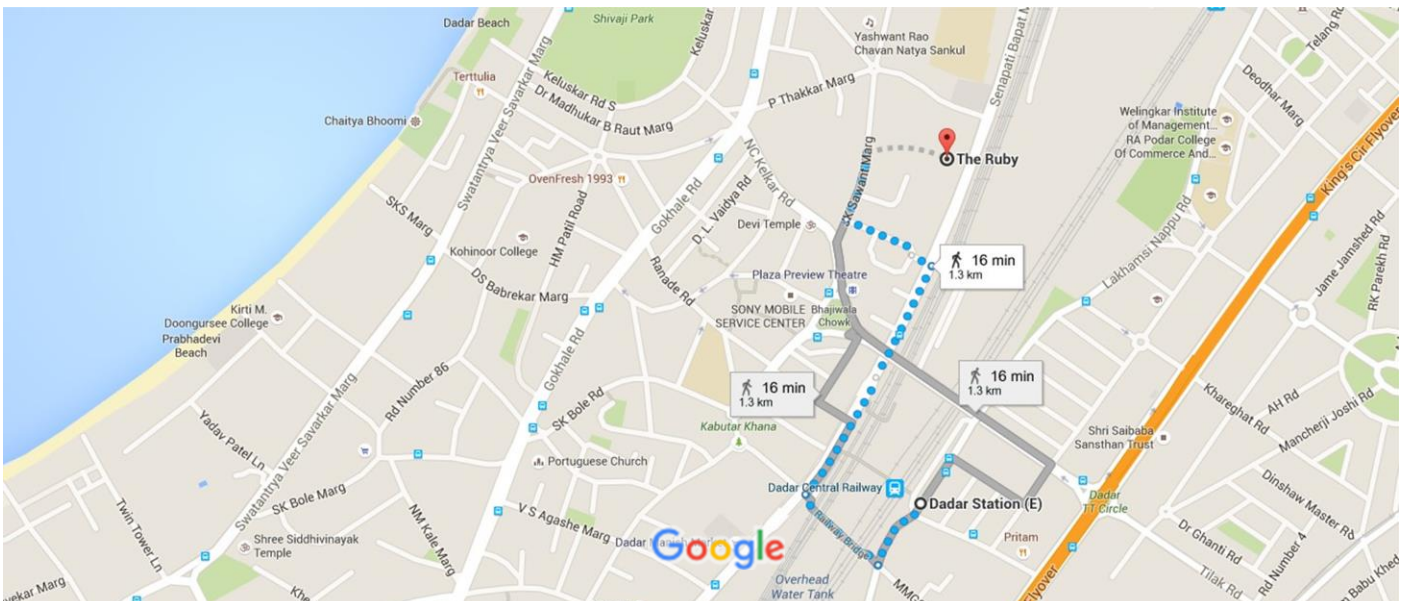 Dadar Beach
Shivaji Park
Keluskar
Yashwant Rao
Chavan Natya Sankul
Senapati Bapat M
Telang Rd
Terttulia
Keluskar Rd S
Dr Madhukar B Raut Marg
P Thakkar Marg
Deodhar Marg
Chaitya Bhoomi
Swatantrya Veer Savarkar Marg
Welingkar Institute
of Management...
RA Podar College
Of Commerce And...
King's Cir Flyover
The Ruby
OvenFresh 1993
NC Kelkar Rd
JK Sawant Marg
SKS Marg
HM Patil Road
Gokhale Rd
D. L. Vaidya Rd
Devi Temple
Lakhamsi Nappu Rd
Jame Jamshed Rd
RK Parekh Rd
Kohinoor College
Ranade Rd
16 min
1.3 km
Plaza Preview Theatre
DS Babrekar Marg
SONY MOBILE
SERVICE CENTER
Bhajiwala
Chowk
Kirti M.
Doongursee College
Prabhadevi
Beach
Gokhale Rd
Rd Number 86
16 min
1.3 km
16 min
1.3 km
Khareghat Rd
AH Rd
Mancherji Joshi Rd
SK Bole Rd
Kabutar Khana
Shri Saibaba
Sansthan Trust
Yadav Patel Ln
Swatantrya Veer Savarkar Marg
Portuguese Church
Dadar Central Railway
Dadar Station (E)
Dadar
TT Circle
Dinshaw Master Rd
SK Bole Marg
Twin Tower Ln
NM Kale Marg
V S Agashe Marg
Railway Bridge
Dr Ghanti Rd
Shree Siddhivinayak
Temple
Dadar
Google
Pritam
Tilak Rd
Rd Number 4
Overhead
Water Tank
Flyover